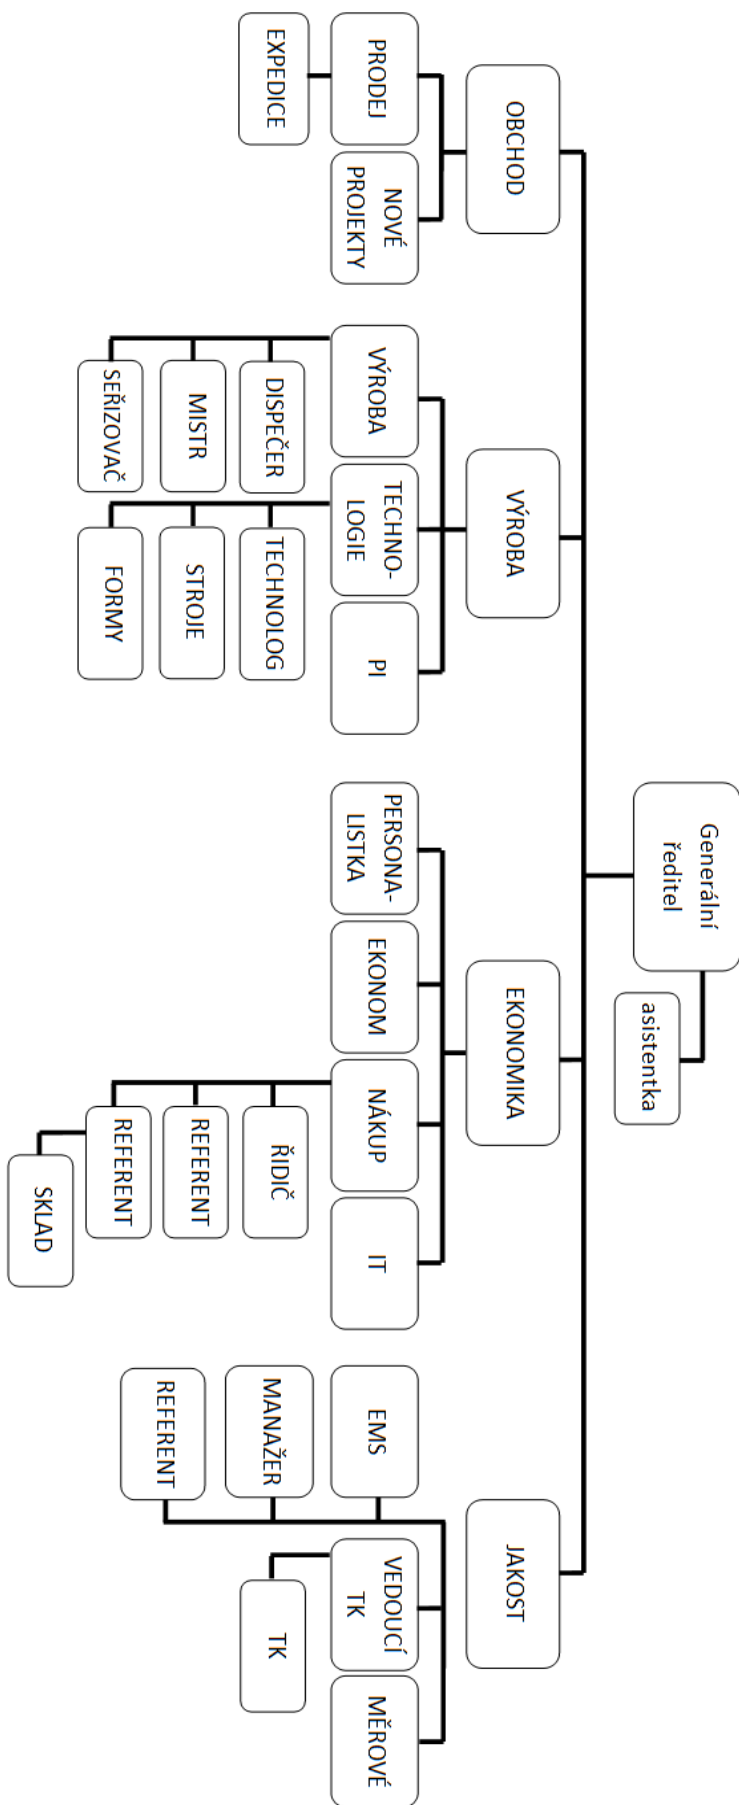 Generální
ředitel
asistentka
OBCHOD
VÝROBA
EKONOMIKA
JAKOST
PRODEJ
NOVÉ
PROJEKTY
VÝROBA
TECHNO-
LOGIE
PI
PERSONA-
LISTKA
EKONOM
NÁKUP
IT
EMS
VEDOUCÍ
TK
MĚROVÉ
EXPEDICE
DISPEČER
TECHNOLOG
ŘIDIČ
MANAŽER
TK
MISTR
STROJE
REFERENT
REFERENT
SEŘIZOVAČ
FORMY
REFERENT
SKLAD